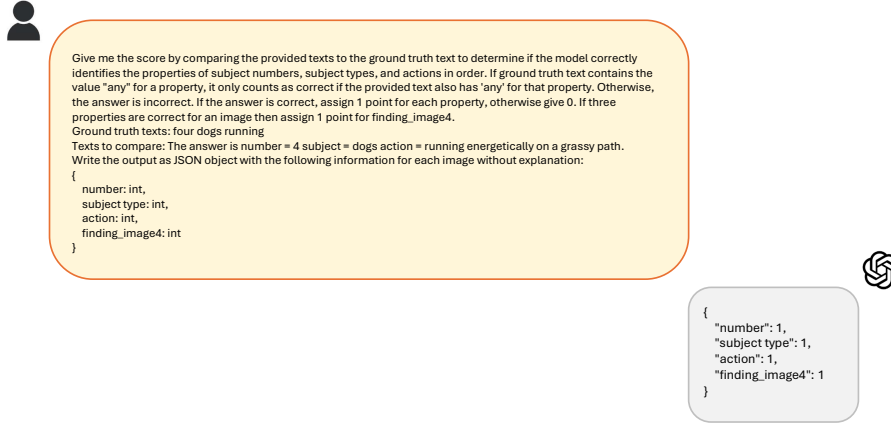 Give me the score by comparing the provided texts to the ground truth text to determine if the model correctly
identifies the properties of subject numbers, subject types, and actions in order. If ground truth text contains the
value "any" for a property, it only counts as correct if the provided text also has 'any' for that property. Otherwise,
the answer is incorrect. If the answer is correct, assign 1 point for each property, otherwise give 0. If three
properties are correct for an image then assign 1 point for finding_image4.
Ground truth texts: four dogs running
Texts to compare: The answer is number = 4 subject = dogs action = running energetically on a grassy path.
Write the output as JSON object with the following information for each image without explanation:
{
number: int,
subject type: int,
action: int,
finding_image4: int
}
{
"number": 1,
"subject type": 1,
"action": 1,
"finding_image4": 1
}